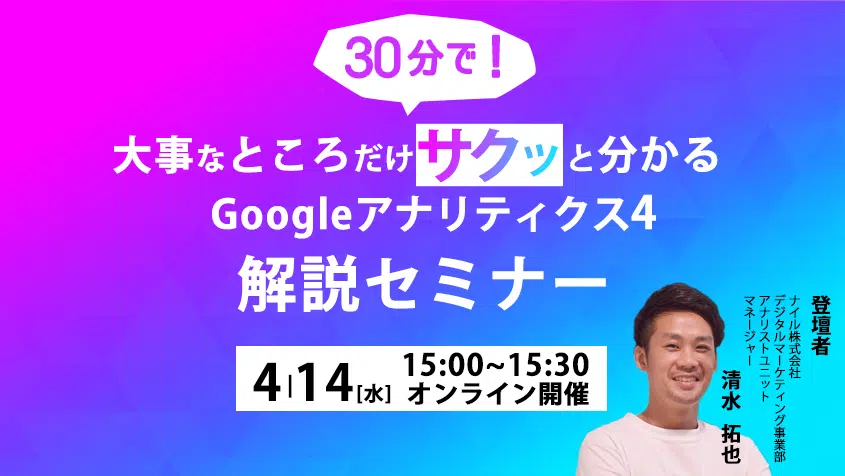 30分で！
大事なところだけサクッと分かる
Googleアナリティクス4
解説セミナー
4|14[水]
15:00~15:30
オンライン開催
登壇者
ナイル株式会社
デジタルマーケティング事業部
アナリストユニット
マネージャー
清水 拓也